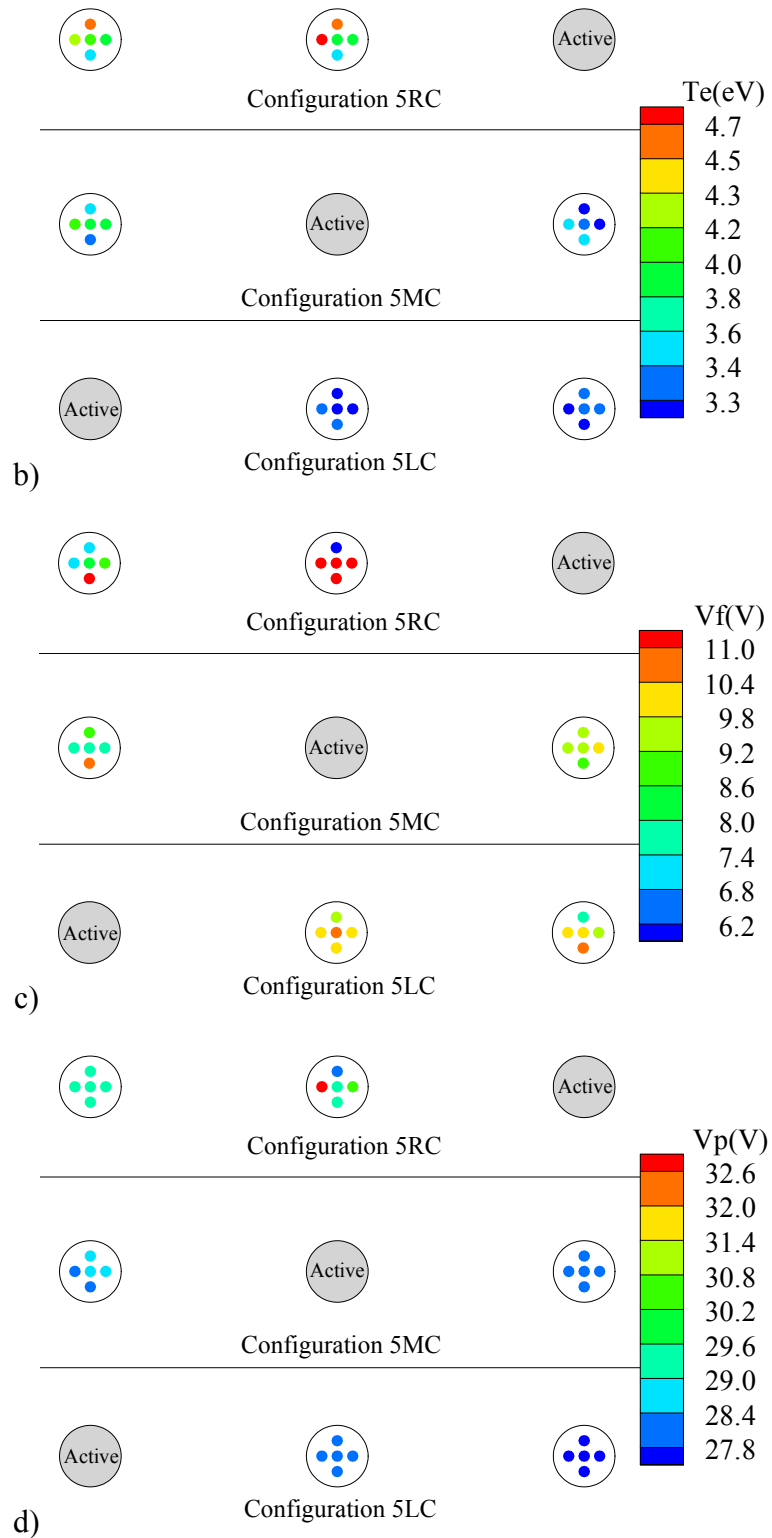 Active
Configuration 5RC
Te(eV)
4.7
4.5
4.3
4.2
4.0
3.8
3.6
3.4
3.3
Active
Configuration 5MC
Active
Configuration 5LC
b)
Active
Configuration 5RC
Vf(V)
11.0
10.4
9.8
9.2
8.6
8.0
7.4
6.8
6.2
Active
Configuration 5MC
Active
Configuration 5LC
c)
Active
Configuration 5RC
Vp(V)
32.6
32.0
31.4
30.8
30.2
29.6
29.0
28.4
27.8
Active
Configuration 5MC
Active
Configuration 5LC
d)